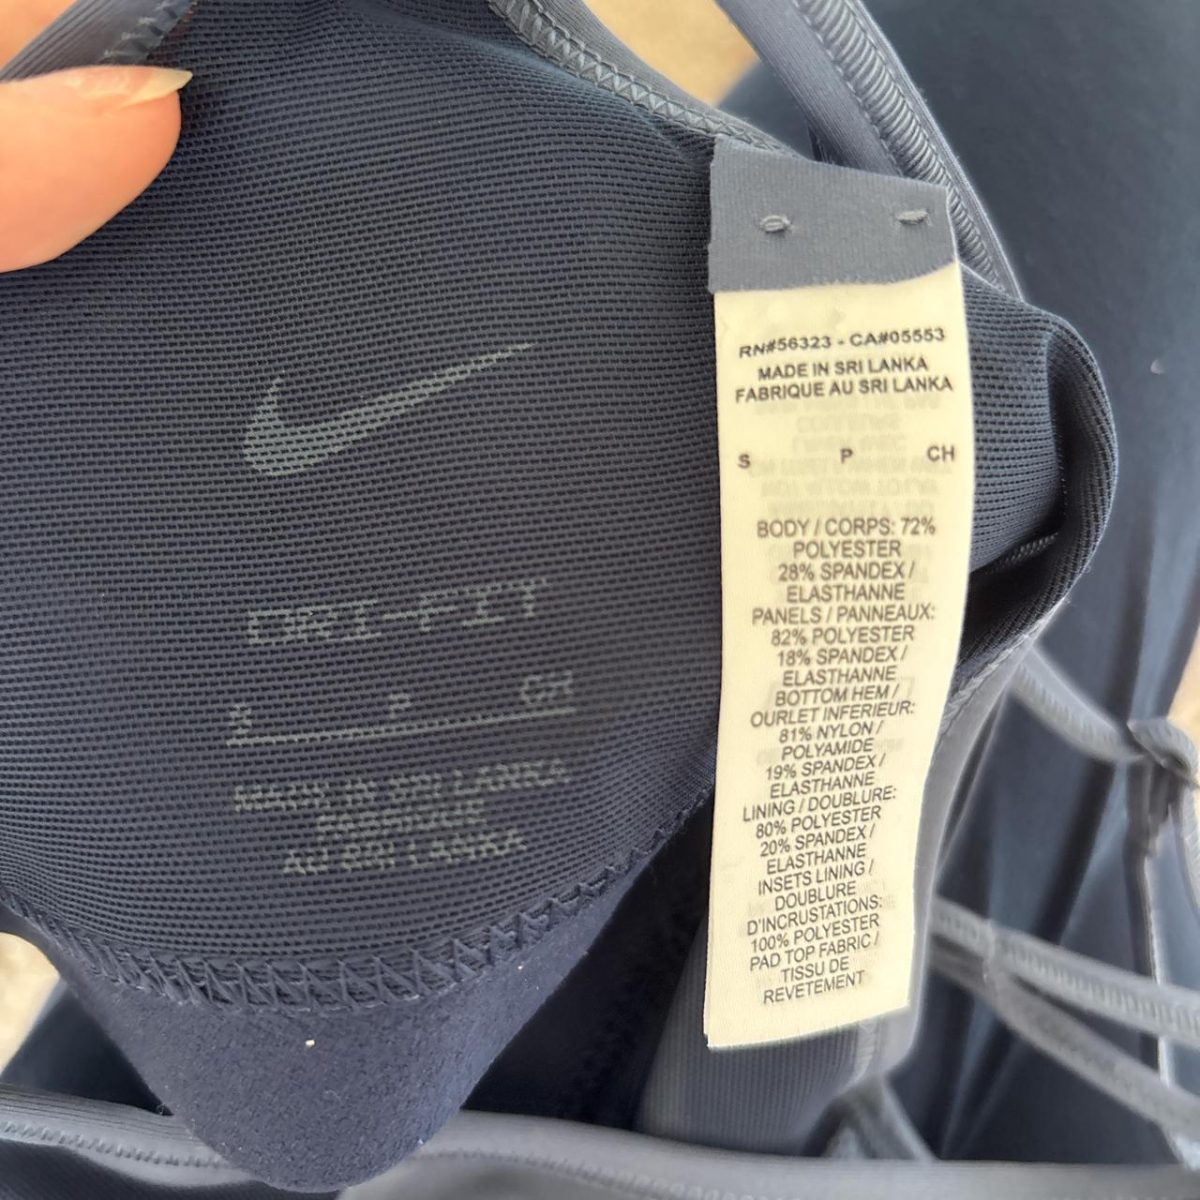 DRI-FIT
S P CH
MADE IN SRI LANKA
FABRIQUE
AU SRI LANKA
RN#56323 - CA#05553
MADE IN SRI LANKA
FABRIQUE AU SRI LANKA
S P CH
BODY / CORPS: 72%
POLYESTER
28% SPANDEX /
ELASTHANNE
PANELS / PANNEAUX:
82% POLYESTER
18% SPANDEX /
ELASTHANNE
BOTTOM HEM /
OURLET INFERIEUR:
81% NYLON /
POLYAMIDE
19% SPANDEX /
ELASTHANNE
LINING / DOUBLURE:
80% POLYESTER
20% SPANDEX /
ELASTHANNE
INSETS LINING /
DOUBLURE
D'INCRUSTATIONS:
100% POLYESTER
PAD TOP FABRIC /
TISSU DE
REVETEMENT